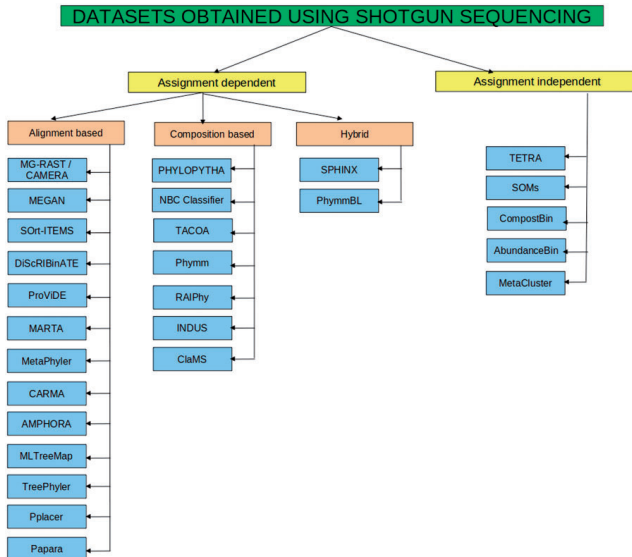 DATASETS OBTAINED USING SHOTGUN SEQUENCING
Assignment dependent
Assignment independent
Alignment based
Composition based
Hybrid
MG-RAST /
CAMERA
MEGAN
SOrt-ITEMS
DiScRIBinATE
ProViDE
MARTA
MetaPhyler
CARMA
AMPHORA
MLTreeMap
TreePhyler
Pplacer
Papara
PHYLOPYTHA
NBC Classifier
TACOA
Phymm
RAIPhy
INDUS
ClaMS
SPHINX
PhymmBL
TETRA
SOMs
CompostBin
AbundanceBin
MetaCluster